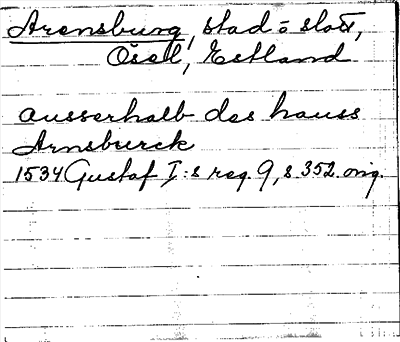 Arensburg, stad o slott,
Ösel, Estland
ausserhalb des hauss
Arnsburck
1534 Gustaf I:s reg. 9, s 352. orig.